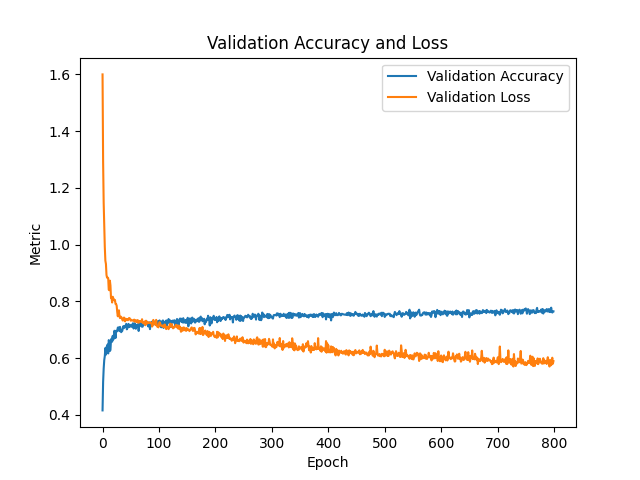 Validation Accuracy and Loss
Validation Accuracy
Validation Loss
Metric
1.6
1.4
1.2
1.0
0.8
0.6
0.4
0 100 200 300 400 500 600 700 800
Epoch